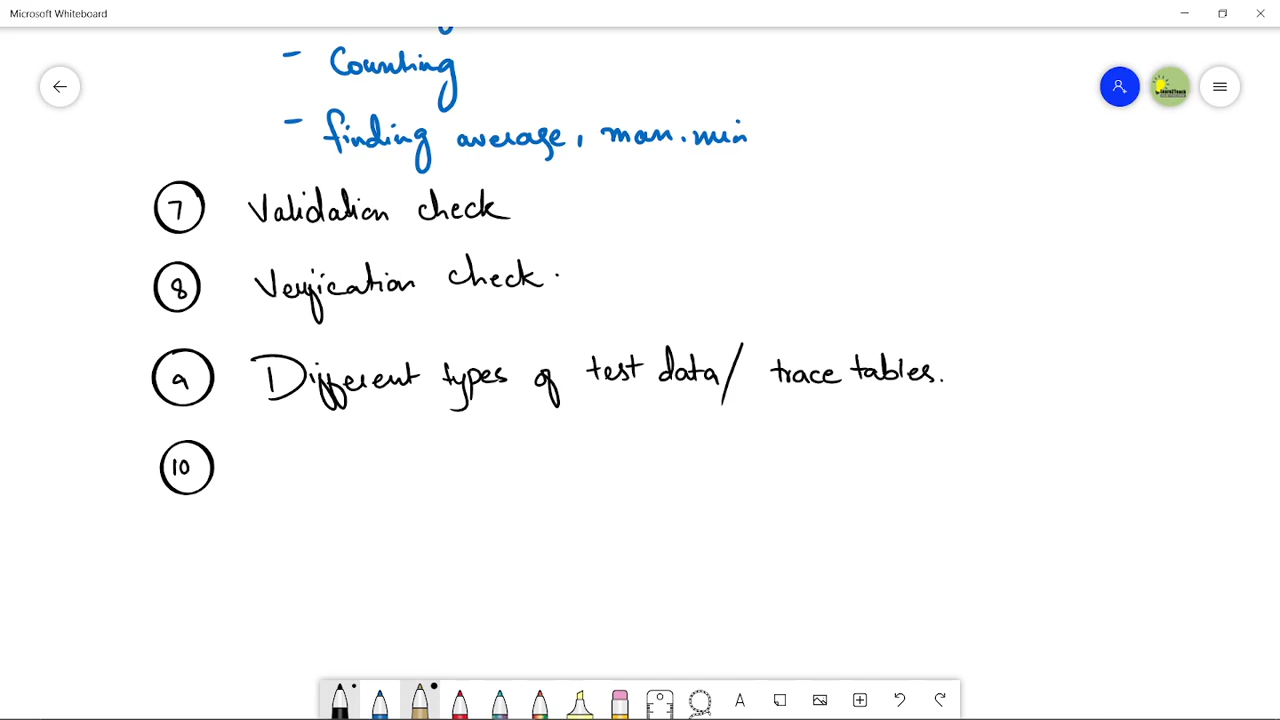 Microsoft Whiteboard
- Counting
- finding average, max.min
7 Validation check
8 Verification check.
9 Different types of test data/ trace tables.
10
A